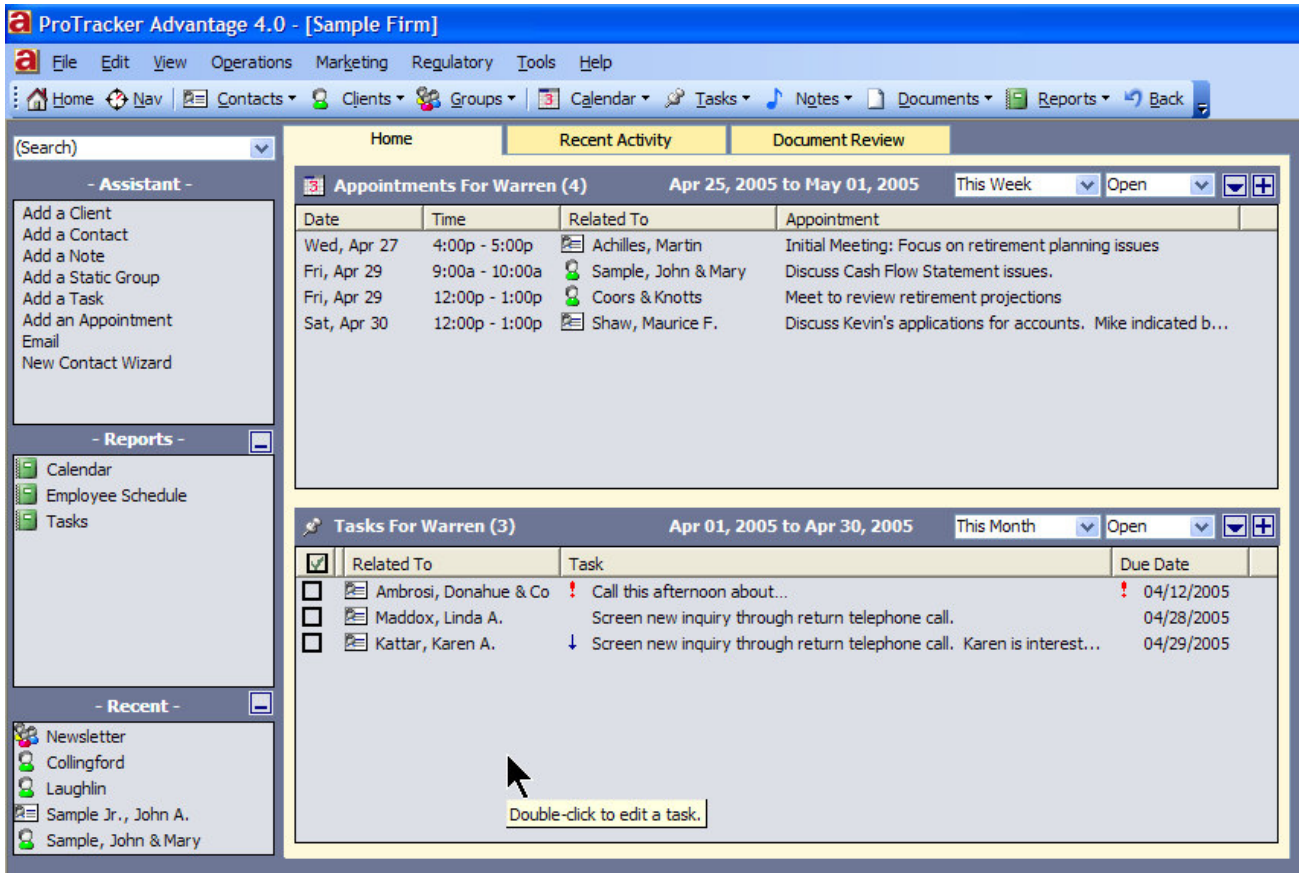 ProTracker Advantage 4.0 - [Sample Firm]
File Edit View Operations Marketing Regulatory Tools Help
Home Nav Contacts Clients Groups 3 Calendar Tasks Notes Documents Reports Back
(Search)
Home Recent Activity Document Review
- Assistant -
Add a Client
Add a Contact
Add a Note
Add a Static Group
Add a Task
Add an Appointment
Email
New Contact Wizard
- Reports -
Calendar
Employee Schedule
Tasks
- Recent -
Newsletter
Collingford
Laughlin
Sample Jr., John A.
Sample, John & Mary
3 Appointments For Warren (4) Apr 25, 2005 to May 01, 2005 This Week Open
Date Time Related To Appointment
Wed, Apr 27 4:00p - 5:00p Achilles, Martin Initial Meeting: Focus on retirement planning issues
Fri, Apr 29 9:00a - 10:00a Sample, John & Mary Discuss Cash Flow Statement issues.
Fri, Apr 29 12:00p - 1:00p Coors & Knotts Meet to review retirement projections
Sat, Apr 30 12:00p - 1:00p Shaw, Maurice F. Discuss Kevin's applications for accounts. Mike indicated b...
Tasks For Warren (3) Apr 01, 2005 to Apr 30, 2005 This Month Open
Related To Task Due Date
Ambrosi, Donahue & Co ! Call this afternoon about... ! 04/12/2005
Maddox, Linda A. Screen new inquiry through return telephone call. 04/28/2005
Kattar, Karen A. ↓ Screen new inquiry through return telephone call. Karen is interest... 04/29/2005
Double-click to edit a task.